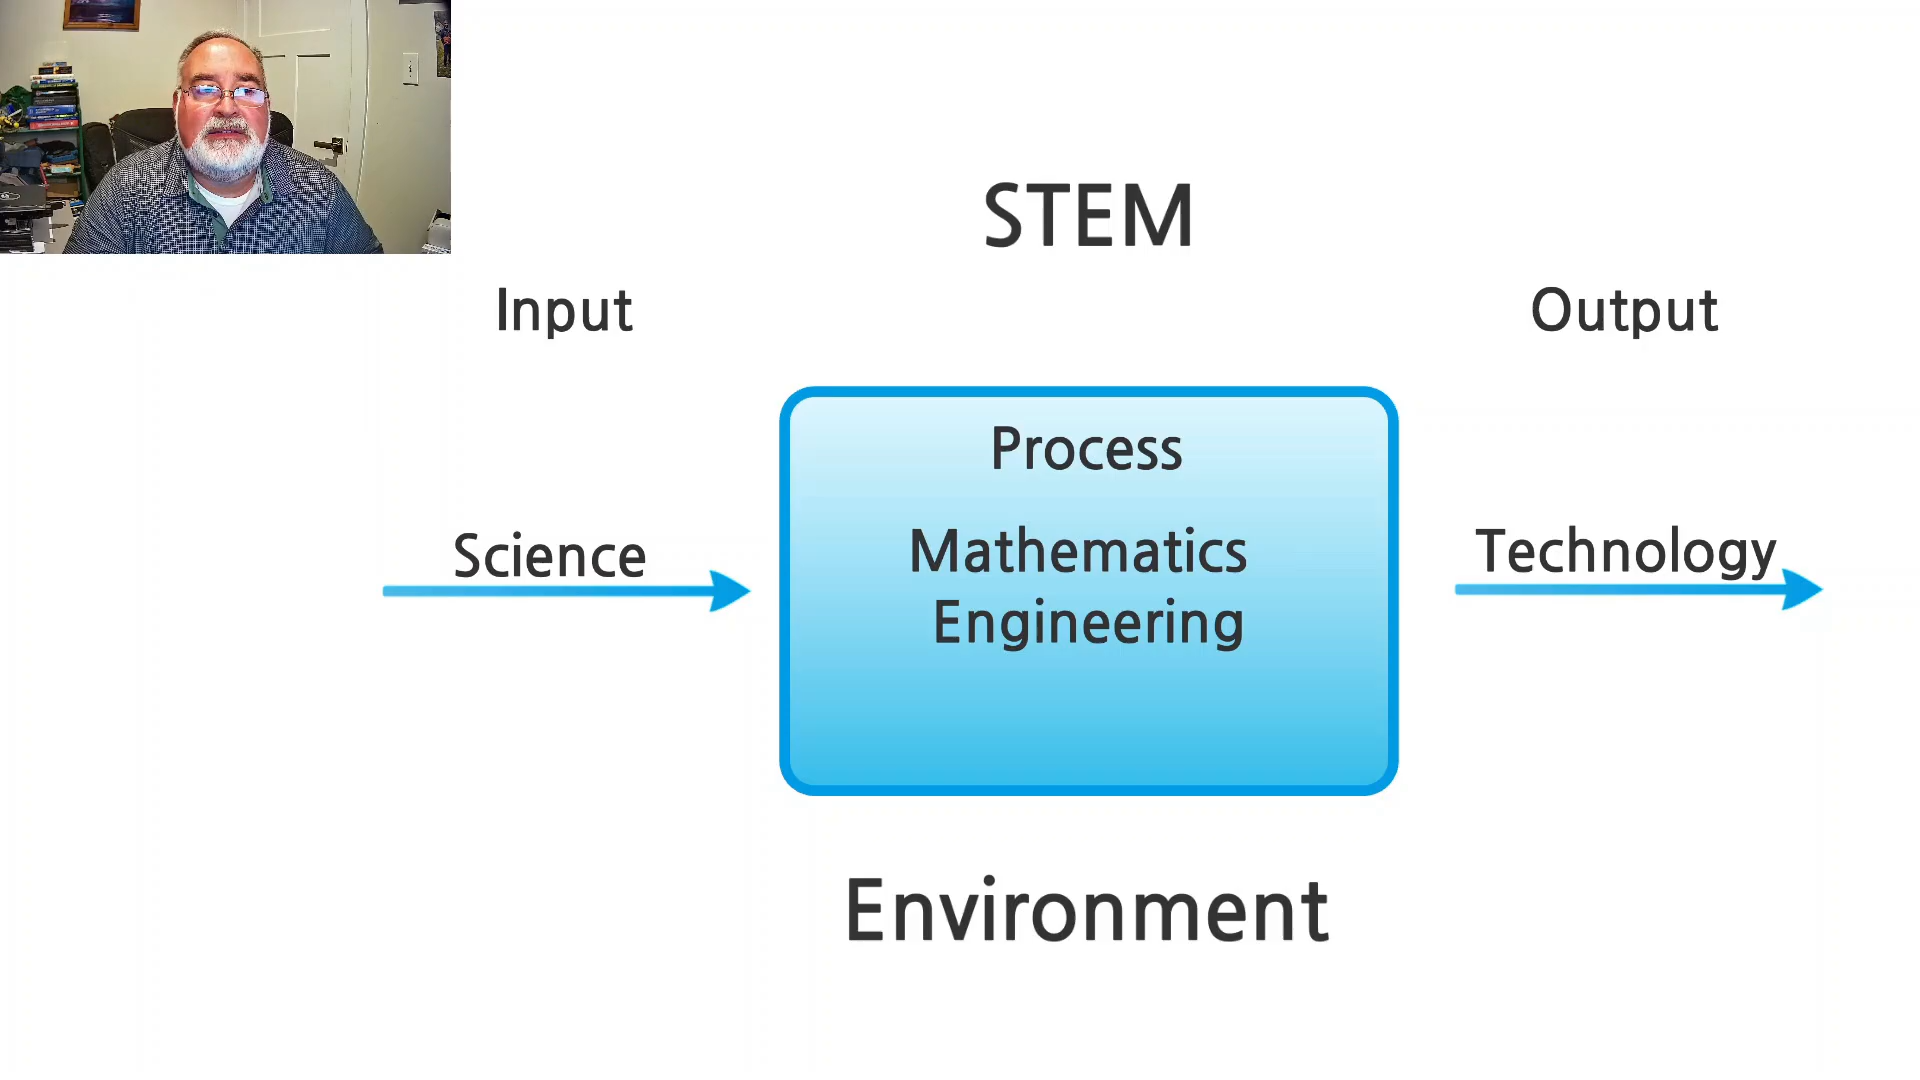 STEM
Input
Output
Process
Science
Mathematics
Technology
Engineering
Environment